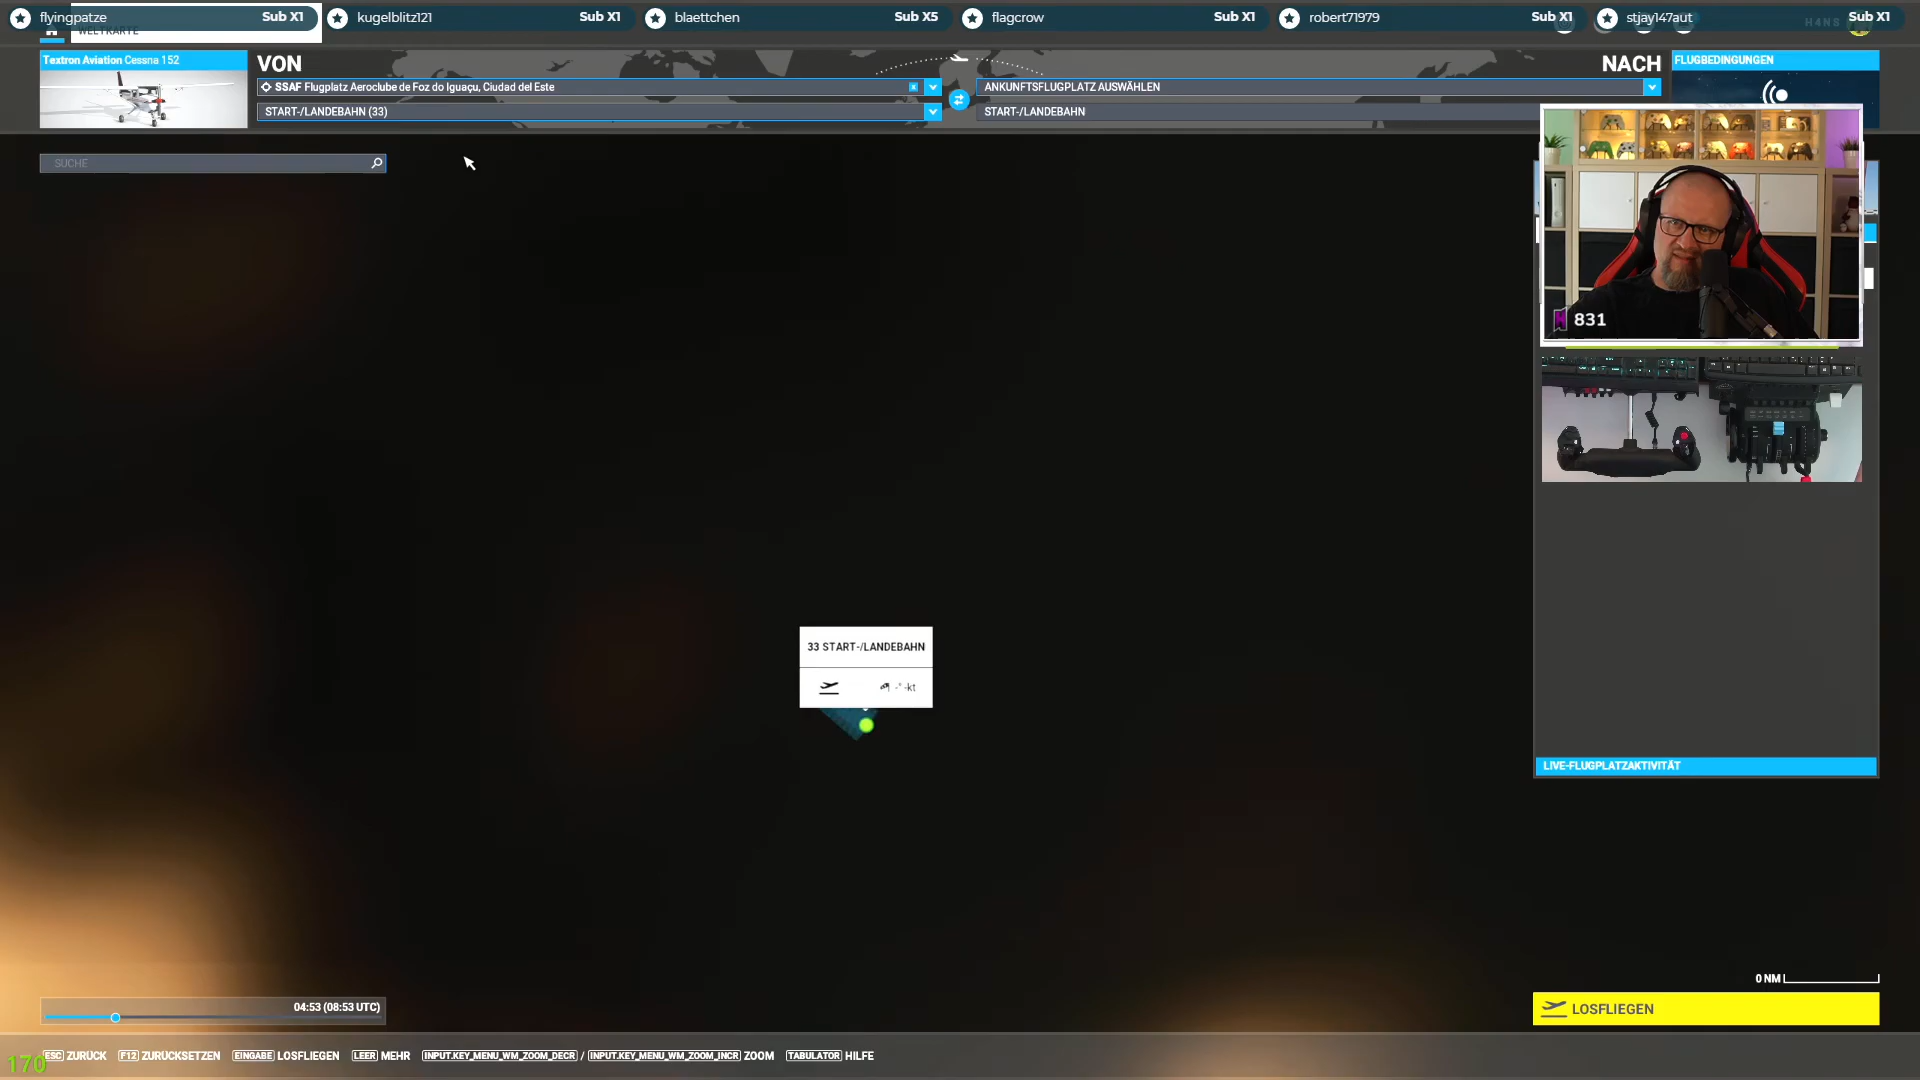 flyingpatze Sub X1
kugelblitz121 Sub X1
blaettchen Sub X5
flagcrow Sub X1
robert71979 Sub X1
stjay147aut Sub X1
WELTKARTE
H4NS
Textron Aviation Cessna 152
VON
SSAF Flugplatz Aeroclube de Foz do Iguaçu, Ciudad del Este
START-/LANDEBAHN (33)
NACH
ANKUNFTSFLUGPLATZ AUSWÄHLEN
START-/LANDEBAHN
FLUGBEDINGUNGEN
SUCHE
831
33 START-/LANDEBAHN
-° -kt
LIVE-FLUGPLATZAKTIVITÄT
0 NM
04:53 (08:53 UTC)
LOSFLIEGEN
170
ESC ZURÜCK F12 ZURÜCKSETZEN EINGABE LOSFLIEGEN LEER MEHR INPUT.KEY_MENU_WM_ZOOM_DECR / INPUT.KEY_MENU_WM_ZOOM_INCR ZOOM TABULATOR HILFE